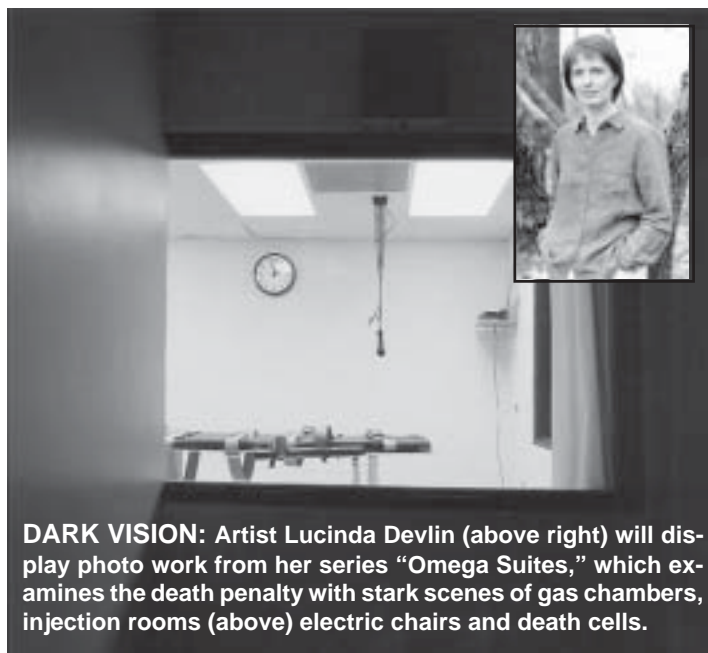 DARK VISION: Artist Lucinda Devlin (above right) will dis-
play photo work from her series “Omega Suites,” which ex-
amines the death penalty with stark scenes of gas chambers,
injection rooms (above) electric chairs and death cells.